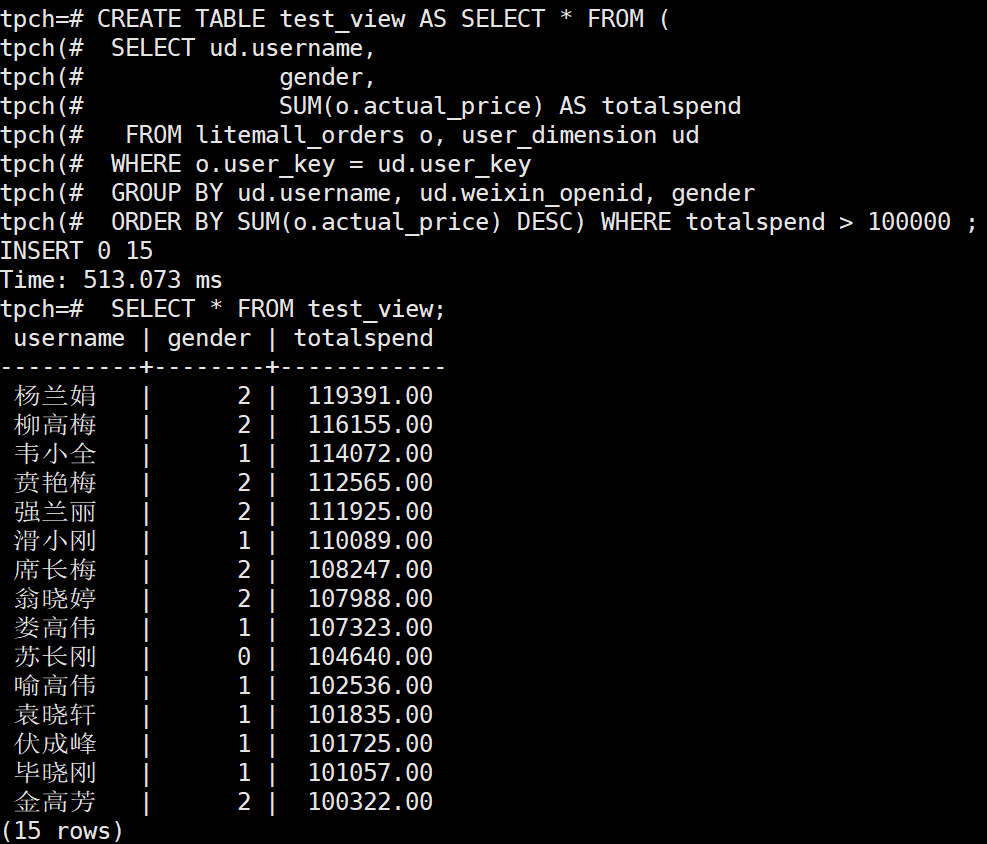 tpch=# CREATE TABLE test_view AS SELECT * FROM (
tpch(#  SELECT ud.username,
tpch(#              gender,
tpch(#              SUM(o.actual_price) AS totalspend
tpch(#   FROM litemall_orders o, user_dimension ud
tpch(#  WHERE o.user_key = ud.user_key
tpch(#  GROUP BY ud.username, ud.weixin_openid, gender
tpch(#  ORDER BY SUM(o.actual_price) DESC) WHERE totalspend > 100000 ;
INSERT 0 15
Time: 513.073 ms
tpch=#  SELECT * FROM test_view;
 username | gender | totalspend
----------+--------+------------
 杨兰娟   |      2 |  119391.00
 柳高梅   |      2 |  116155.00
 韦小全   |      1 |  114072.00
 贲艳梅   |      2 |  112565.00
 强兰丽   |      2 |  111925.00
 滑小刚   |      1 |  110089.00
 席长梅   |      2 |  108247.00
 翁晓婷   |      2 |  107988.00
 娄高伟   |      1 |  107323.00
 苏长刚   |      0 |  104640.00
 喻高伟   |      1 |  102536.00
 袁晓轩   |      1 |  101835.00
 伏成峰   |      1 |  101725.00
 毕晓刚   |      1 |  101057.00
 金高芳   |      2 |  100322.00
(15 rows)